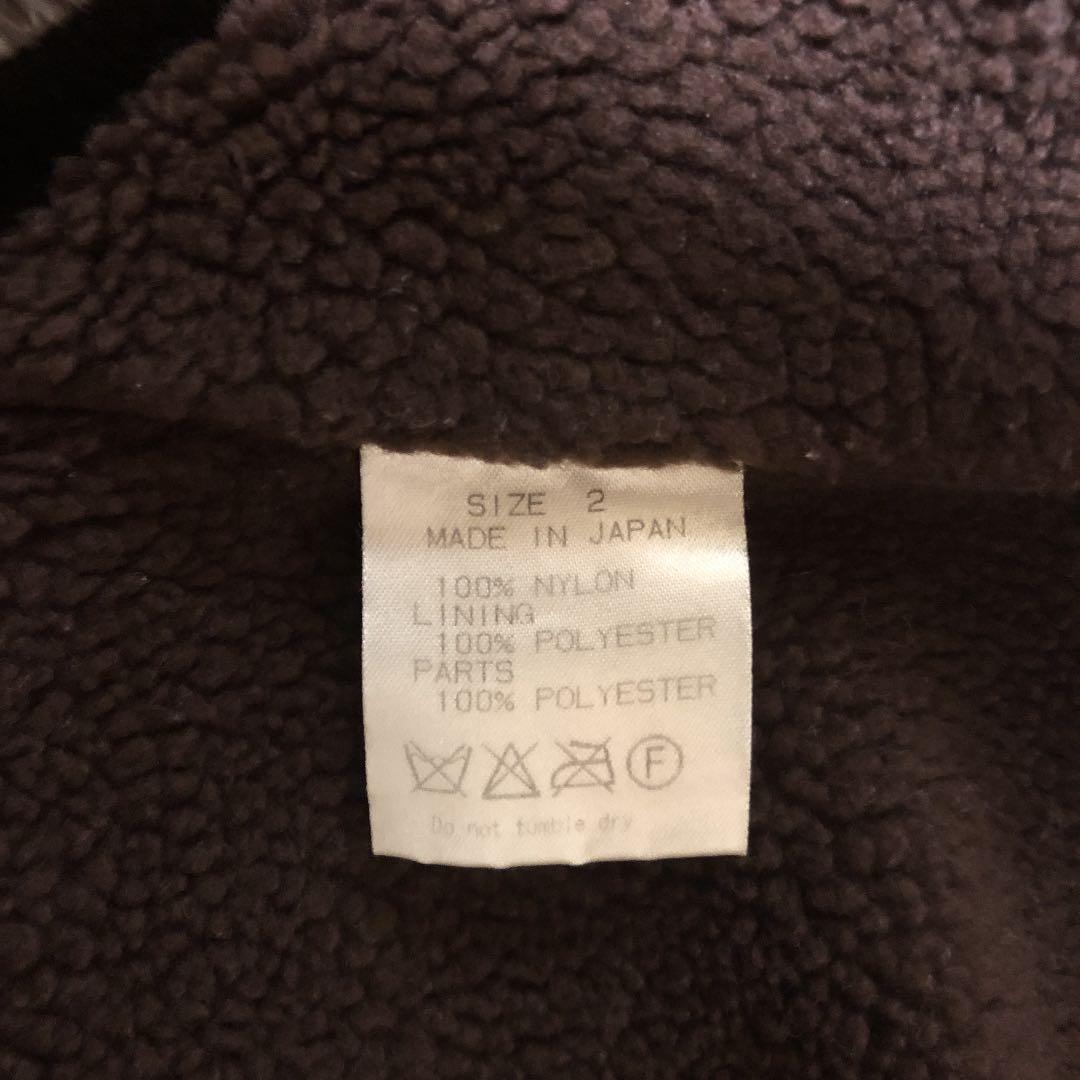 SIZE 2
MADE IN JAPAN
100% NYLON
LINING
100% POLYESTER
PARTS
100% POLYESTER
F
Do not tumble dry